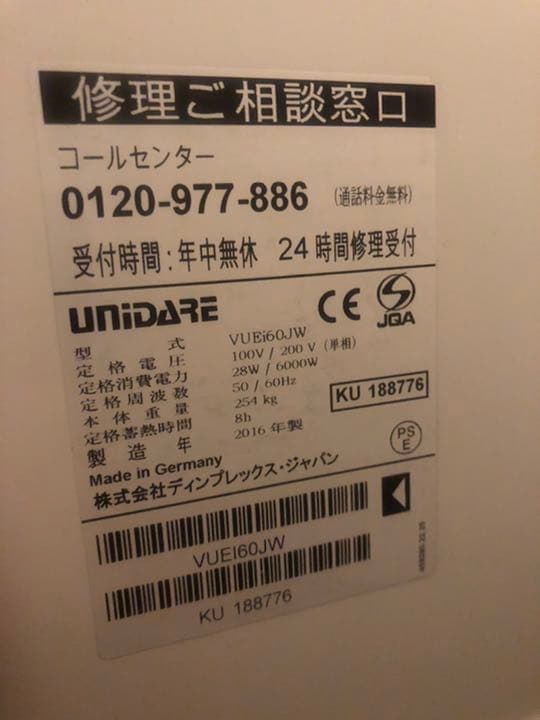 修理ご相談窓口
コールセンター
0120-977-886 (通話料金無料)
受付時間:年中無休 24時間修理受付
UNiDARE CE JQA
型式 VUEi60JW
定格電圧 100V / 200 V (単相)
定格消費電力 28W / 6000W
定格周波数 50 / 60Hz
本体重量 254 kg
定格蓄熱時間 8h
製造年 2016 年製
KU 188776
PS E
Made in Germany
株式会社ディンプレックス・ジャパン
VUEI60JW
KU 188776